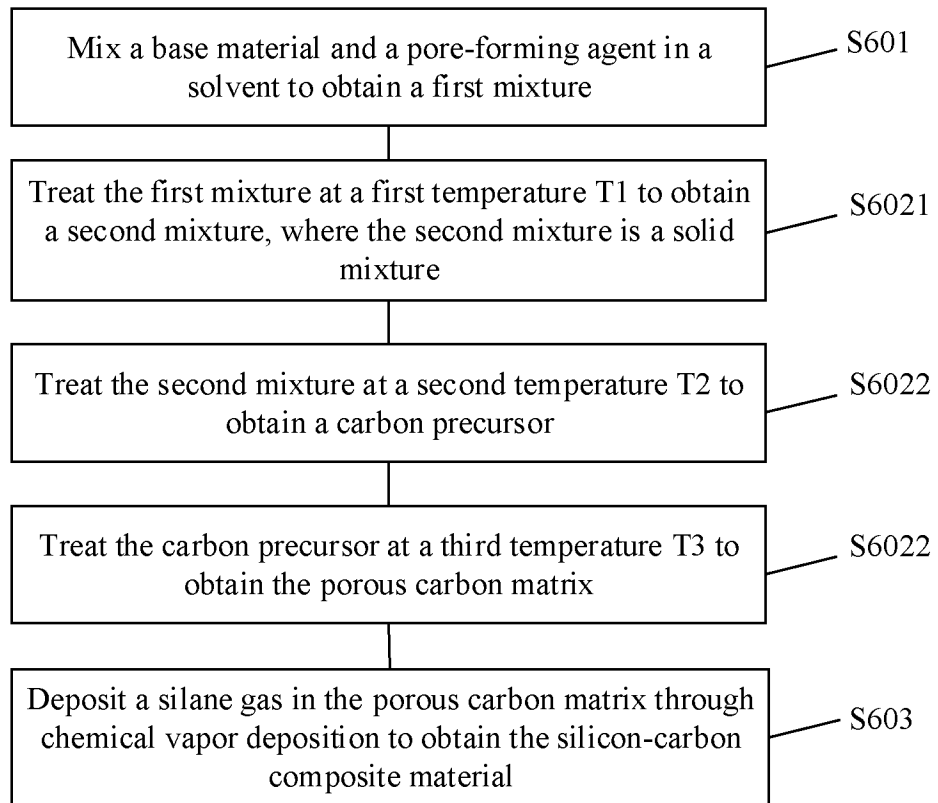 Mix a base material and a pore-forming agent in a
solvent to obtain a first mixture
S601
Treat the first mixture at a first temperature T1 to obtain
a second mixture, where the second mixture is a solid
mixture
S6021
Treat the second mixture at a second temperature T2 to
obtain a carbon precursor
S6022
Treat the carbon precursor at a third temperature T3 to
obtain the porous carbon matrix
S6022
Deposit a silane gas in the porous carbon matrix through
chemical vapor deposition to obtain the silicon-carbon
composite material
S603